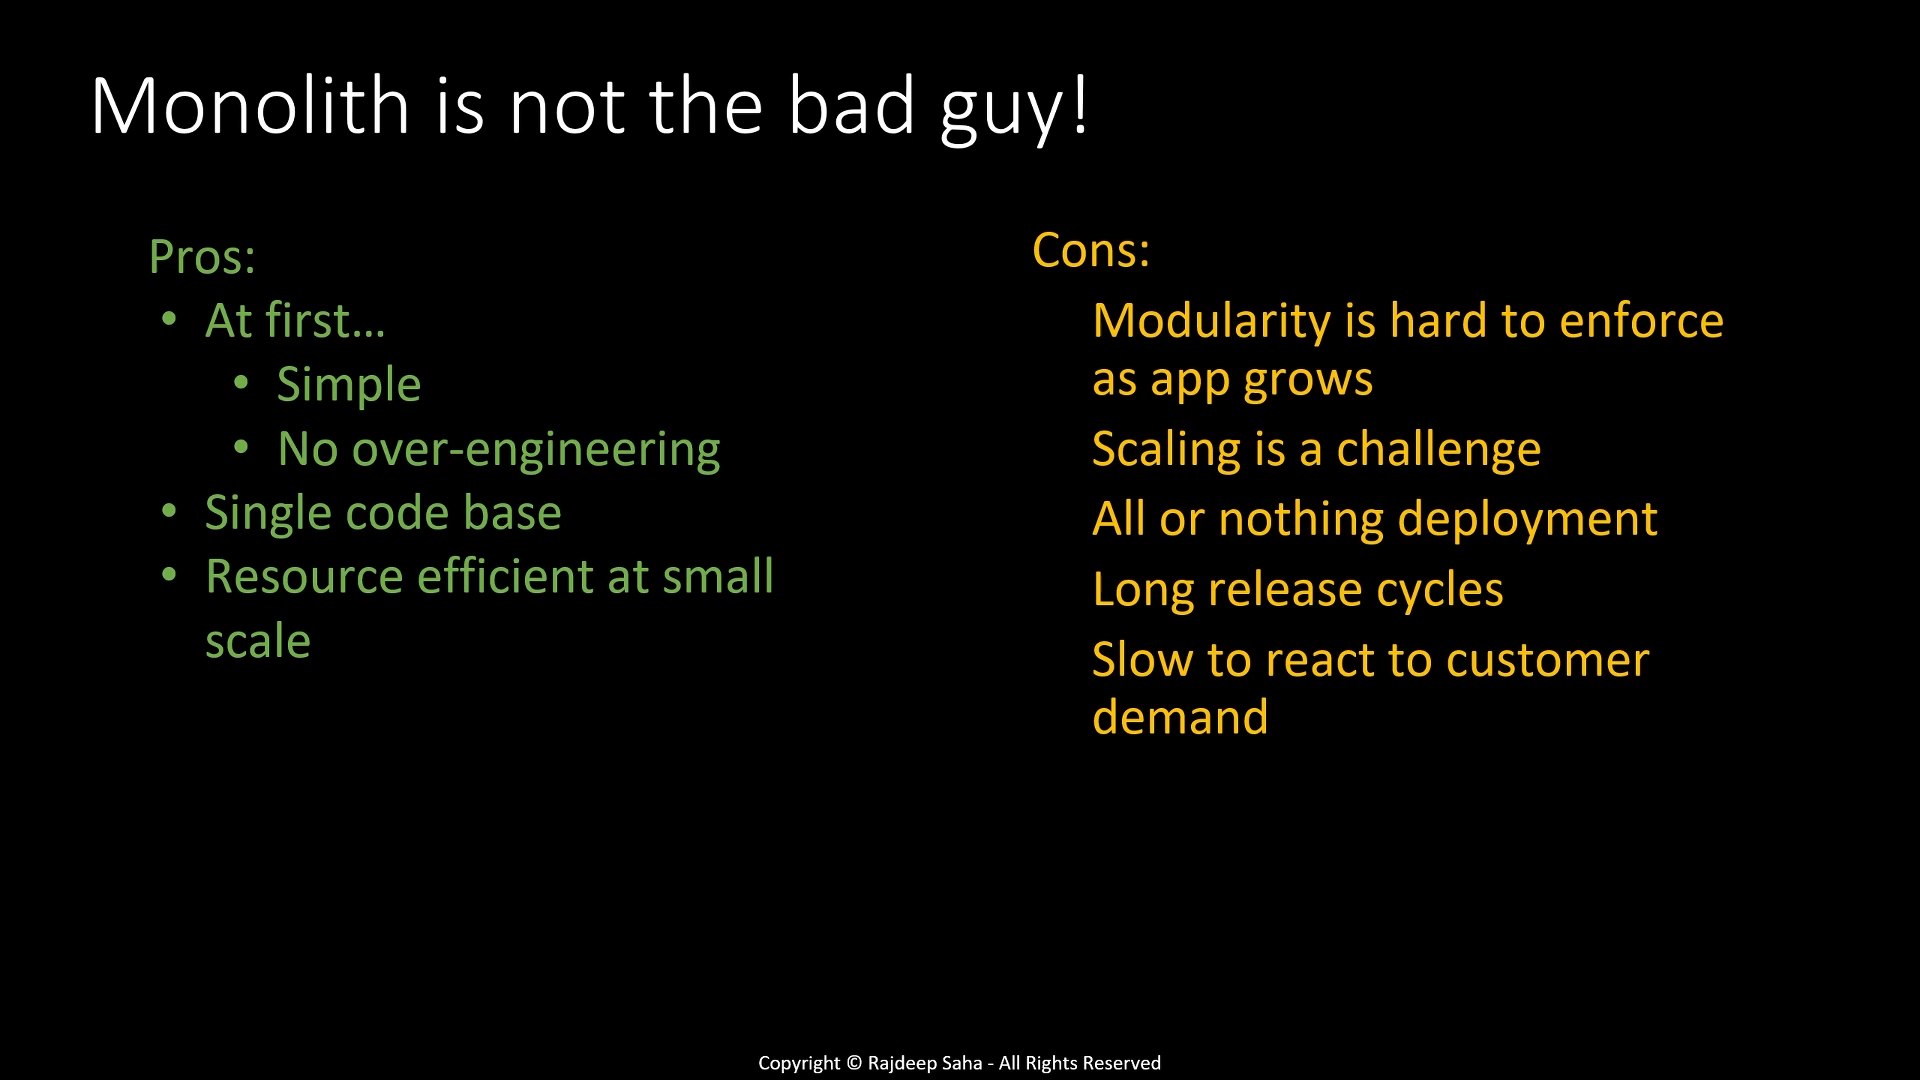 Monolith is not the bad guy!
Pros:
• At first...
• Simple
• No over-engineering
• Single code base
• Resource efficient at small
scale
Cons:
Modularity is hard to enforce
as app grows
Scaling is a challenge
All or nothing deployment
Long release cycles
Slow to react to customer
demand
Copyright © Rajdeep Saha - All Rights Reserved